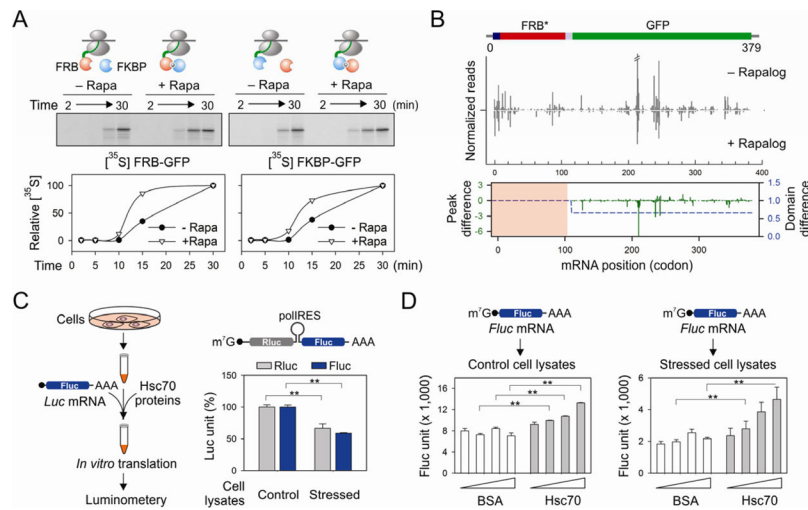 A
FRB
FKBP
– Rapa
+ Rapa
– Rapa
+ Rapa
Time
2
30
2
30
2
30
2
30
(min)
[35S] FRB-GFP
[35S] FKBP-GFP
Relative [35S]
100
75
50
25
0
- Rapa
+Rapa
- Rapa
+Rapa
Time
5
10
15
20
25
30
5
10
15
20
25
30
(min)
B
FRB*
GFP
0
379
Normalized reads
– Rapalog
+ Rapalog
0
100
200
300
400
Peak difference
3
0
-3
-6
1.5
1.0
0.5
0.0
Domain difference
0
100
200
300
mRNA position (codon)
C
Cells
Fluc
AAA
Luc mRNA
Hsc70
proteins
In vitro translation
Luminometery
polIRES
m7G
Rluc
Fluc
AAA
Rluc
Fluc
**
**
Luc unit (%)
150
100
50
0
Cell
lysates
Control
Stressed
D
m7G
Fluc
AAA
Fluc mRNA
Control cell lysates
Fluc unit (x 1,000)
16
12
8
4
0
**
**
**
BSA
Hsc70
m7G
Fluc
AAA
Fluc mRNA
Stressed cell lysates
Fluc unit (x 1,000)
6
4
2
0
**
**
BSA
Hsc70